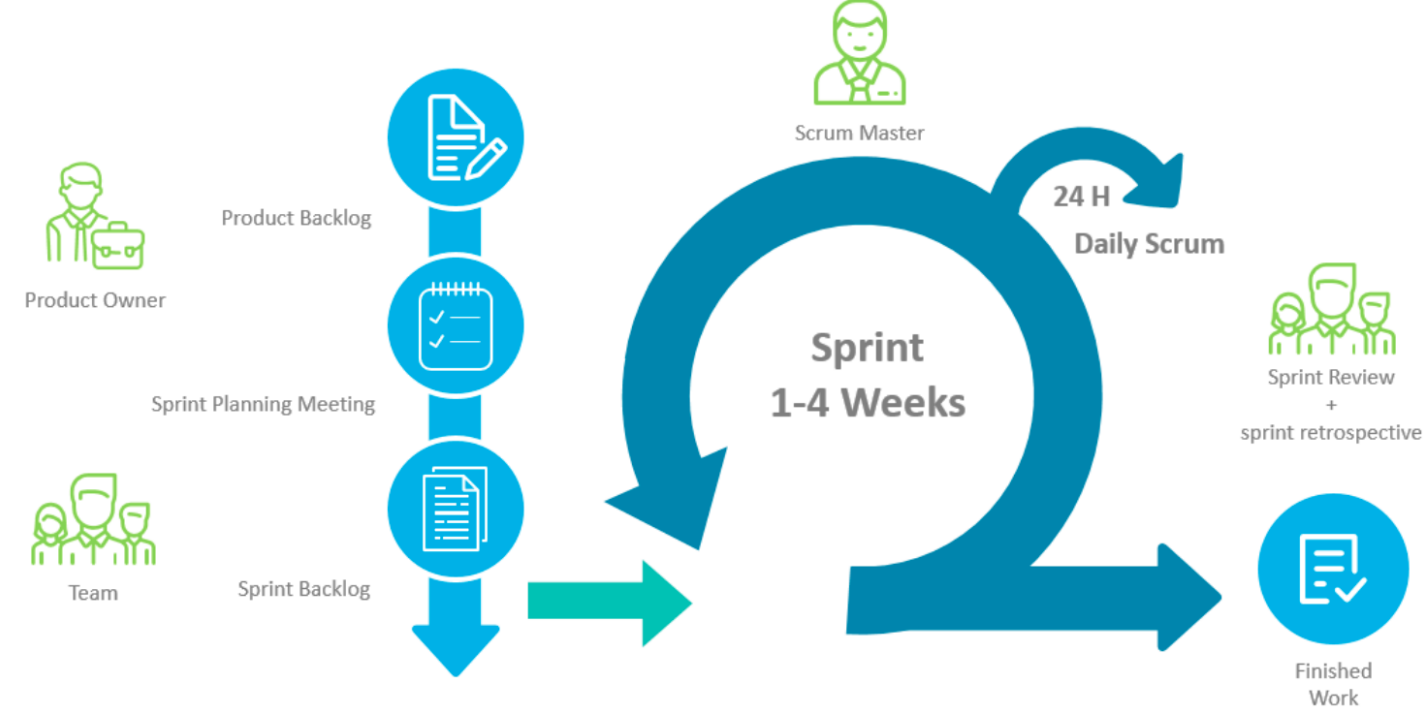 Scrum Master
Product Backlog
Product Owner
24 H
Daily Scrum
Sprint
1-4 Weeks
Sprint Planning Meeting
Sprint Review
+
sprint retrospective
Team
Sprint Backlog
Finished
Work